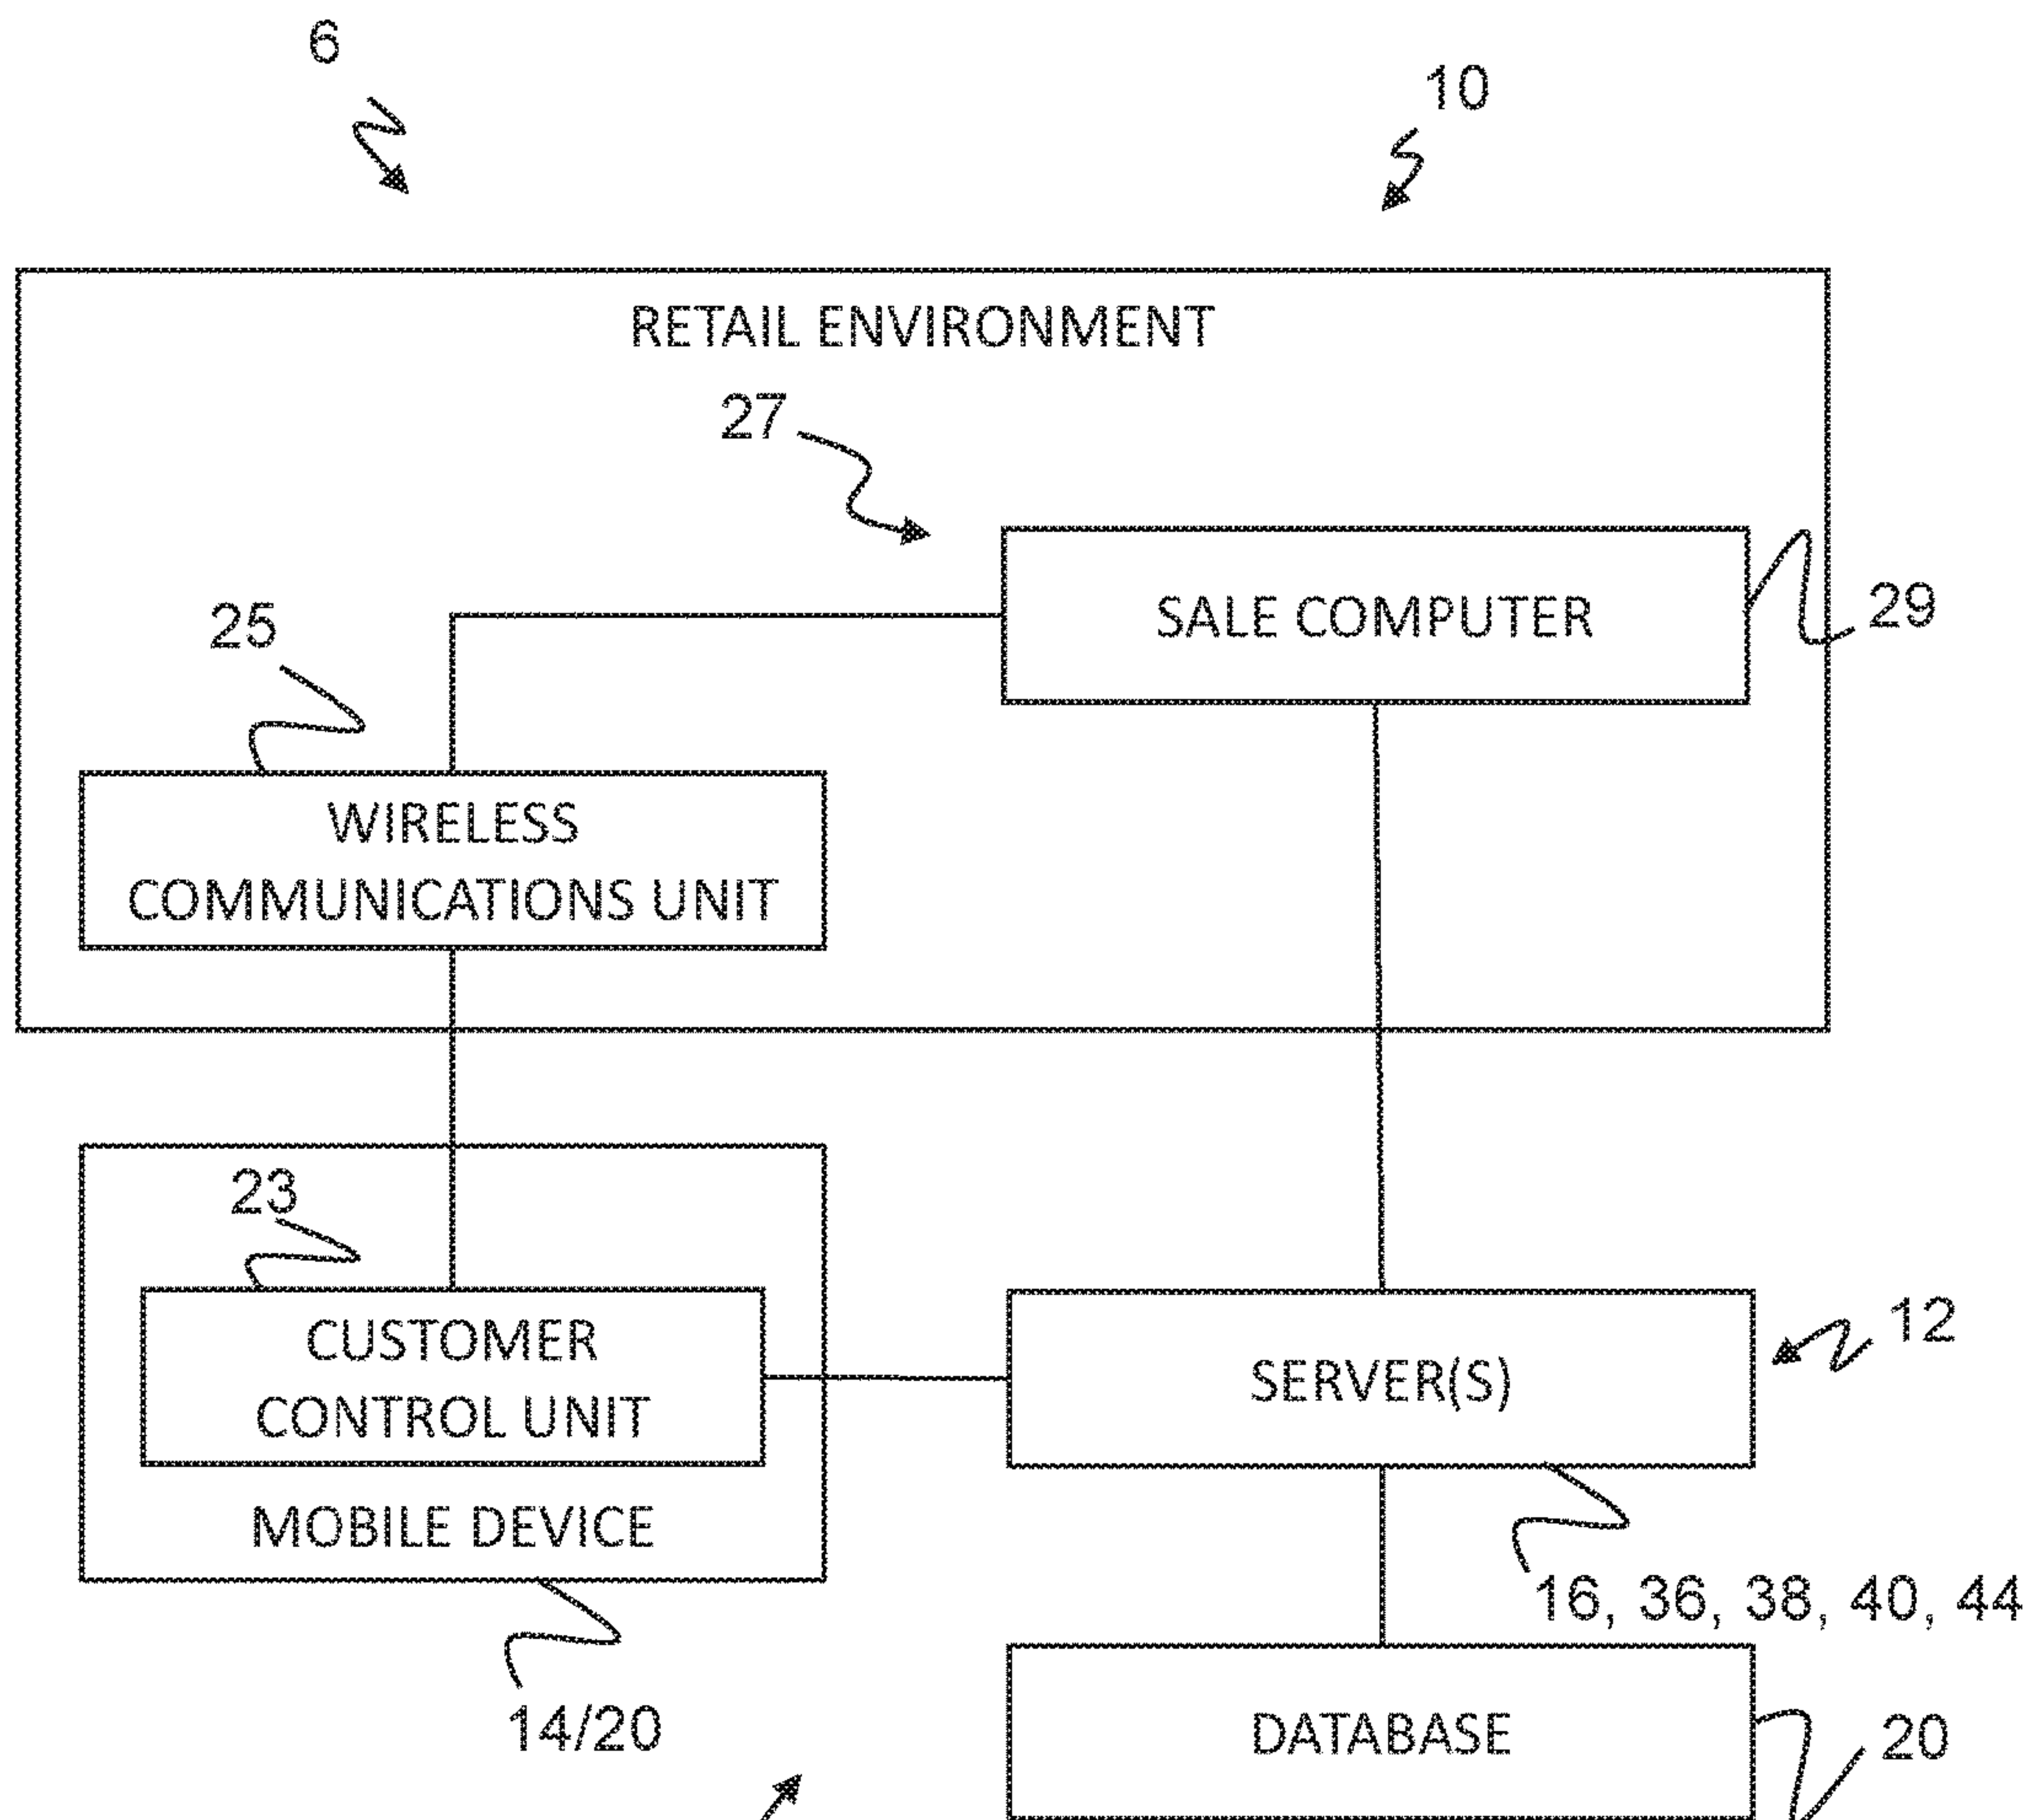 6
10
RETAIL ENVIRONMENT
27
SALE COMPUTER
29
25
WIRELESS
COMMUNICATIONS UNIT
23
CUSTOMER
CONTROL UNIT
MOBILE DEVICE
12
SERVER(S)
16, 36, 38, 40, 44
14/20
DATABASE
20